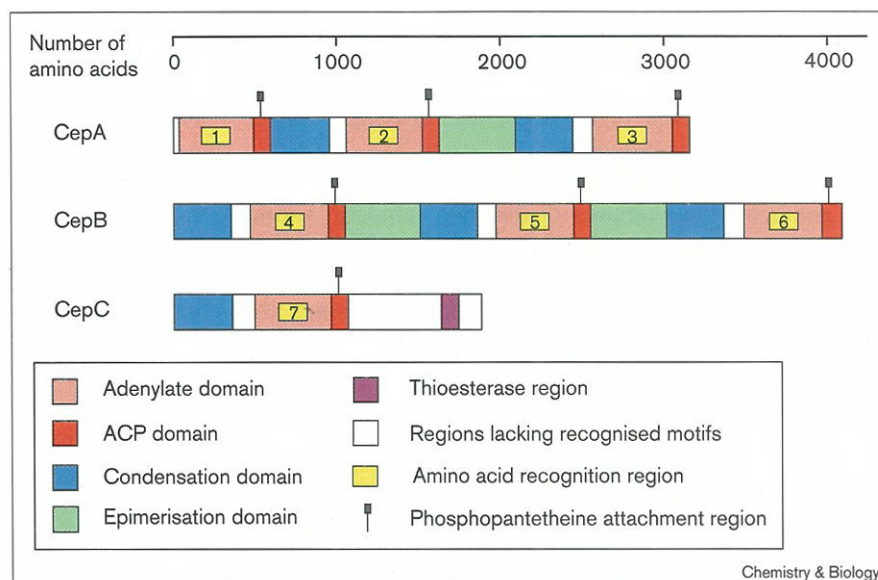 Number of
amino acids
0 1000 2000 3000 4000
CepA
1 2 3
CepB
4 5 6
CepC
7
Adenylate domain
Thioesterase region
ACP domain
Regions lacking recognised motifs
Condensation domain
Amino acid recognition region
Epimerisation domain
Phosphopantetheine attachment region
Chemistry & Biology